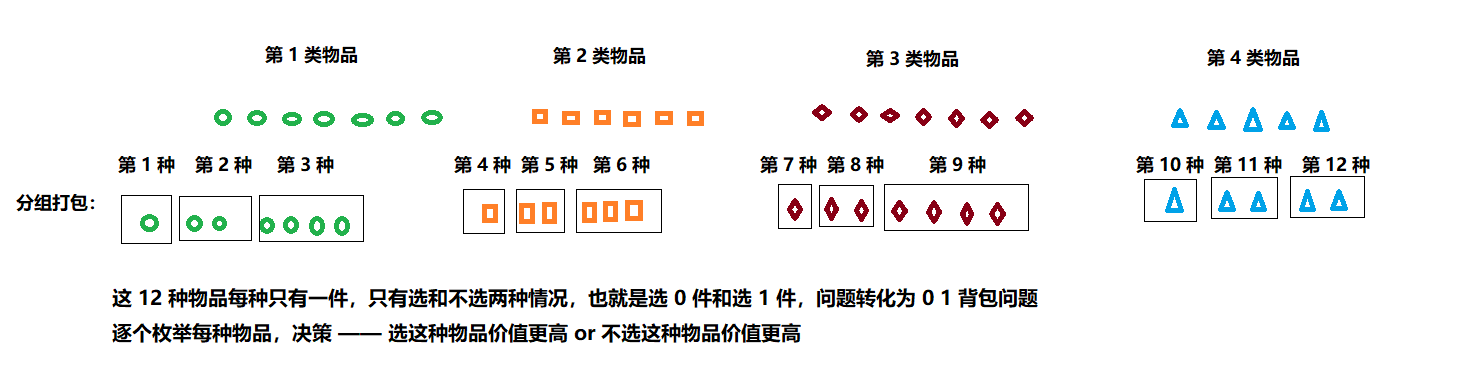 第 1 类物品 第 2 类物品 第 3 类物品 第 4 类物品
第 1 种 第 2 种 第 3 种 第 4 种 第 5 种 第 6 种 第 7 种 第 8 种 第 9 种 第 10 种 第 11 种 第 12 种
分组打包：
这 12 种物品每种只有一件，只有选和不选两种情况，也就是选 0 件和选 1 件，问题转化为 0 1 背包问题
逐个枚举每种物品，决策 —— 选这种物品价值更高 or 不选这种物品价值更高